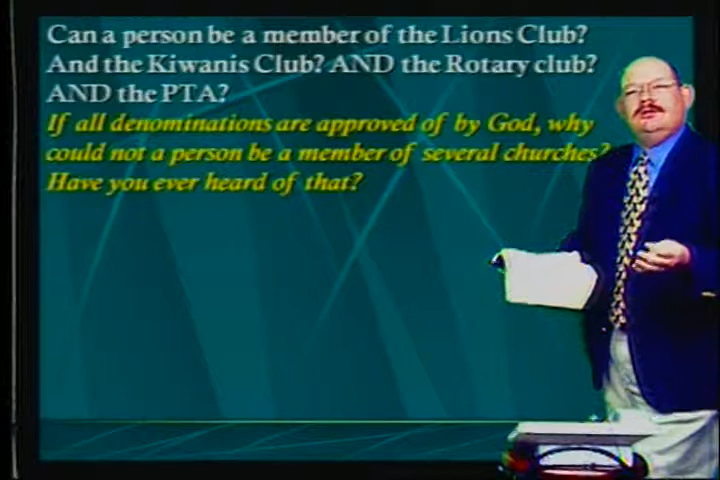 Can a person be a member of the Lions Club?
And the Kiwanis Club? AND the Rotary club?
AND the PTA?
If all denominations are approved of by God, why
could not a person be a member of several churches?
Have you ever heard of that?